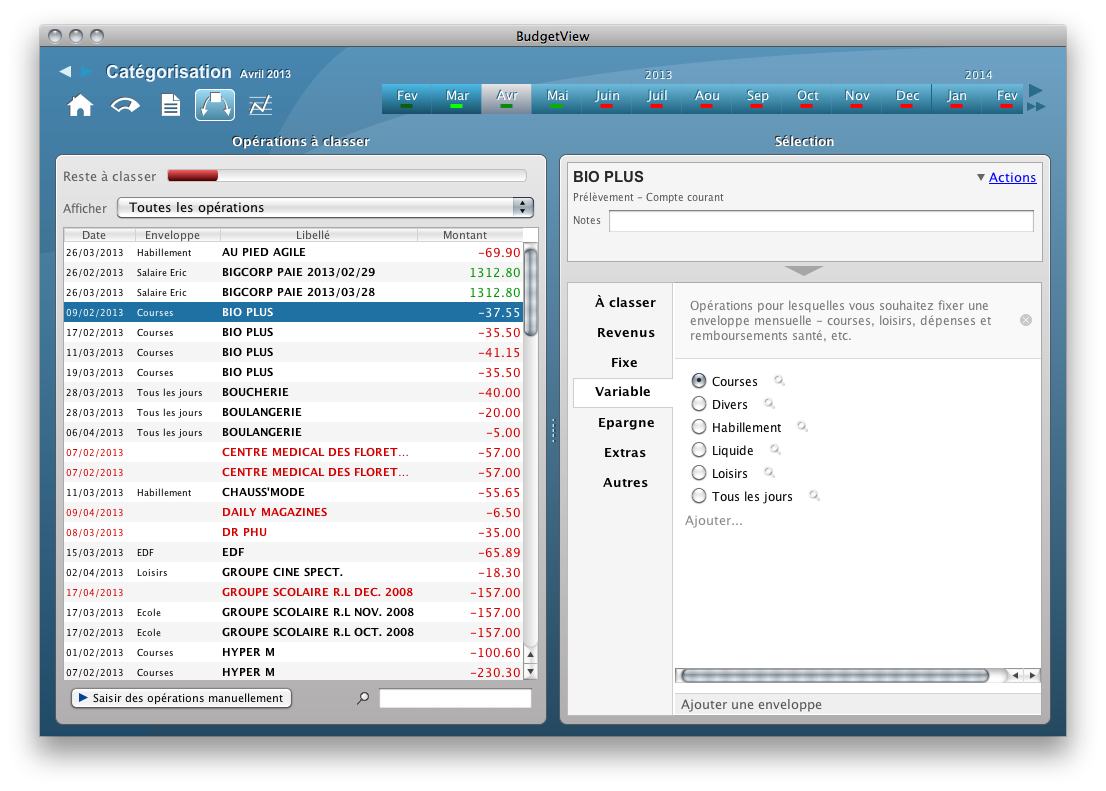 BudgetView
Catégorisation Avril 2013
2013 2014
Fev Mar Avr Mai Juin Juil Aou Sep Oct Nov Dec Jan Fev
Opérations à classer
Reste à classer
Afficher Toutes les opérations
Date Enveloppe Libellé Montant
26/03/2013 Habillement AU PIED AGILE -69.90
26/02/2013 Salaire Eric BIGCORP PAIE 2013/02/29 1312.80
26/03/2013 Salaire Eric BIGCORP PAIE 2013/03/28 1312.80
09/02/2013 Courses BIO PLUS -37.55
17/02/2013 Courses BIO PLUS -35.50
11/03/2013 Courses BIO PLUS -41.15
19/03/2013 Courses BIO PLUS -35.50
28/03/2013 Tous les jours BOUCHERIE -40.00
28/03/2013 Tous les jours BOULANGERIE -20.00
06/04/2013 Tous les jours BOULANGERIE -5.00
07/02/2013 CENTRE MEDICAL DES FLORET... -57.00
07/02/2013 CENTRE MEDICAL DES FLORET... -57.00
11/03/2013 Habillement CHAUSS'MODE -55.65
09/04/2013 DAILY MAGAZINES -6.50
08/03/2013 DR PHU -35.00
15/03/2013 EDF EDF -65.89
02/04/2013 Loisirs GROUPE CINE SPECT. -18.30
17/04/2013 GROUPE SCOLAIRE R.L DEC. 2008 -157.00
17/03/2013 Ecole GROUPE SCOLAIRE R.L NOV. 2008 -157.00
17/02/2013 Ecole GROUPE SCOLAIRE R.L OCT. 2008 -157.00
01/02/2013 Courses HYPER M -100.60
07/02/2013 Courses HYPER M -230.30
Saisir des opérations manuellement
Sélection
BIO PLUS Actions
Prélèvement - Compte courant
Notes
À classer
Revenus
Fixe
Variable
Epargne
Extras
Autres
Opérations pour lesquelles vous souhaitez fixer une
enveloppe mensuelle - courses, loisirs, dépenses et
remboursements santé, etc.
Courses
Divers
Habillement
Liquide
Loisirs
Tous les jours
Ajouter...
Ajouter une enveloppe